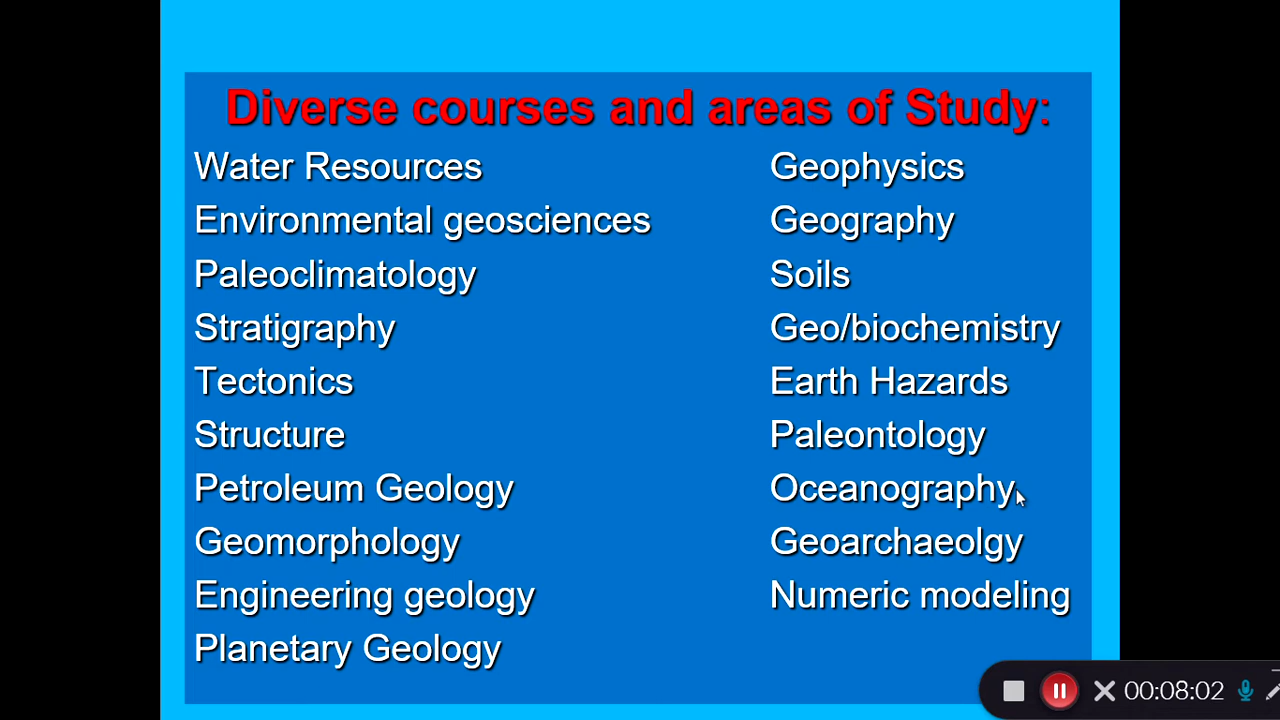 Diverse courses and areas of Study:
Water Resources
Environmental geosciences
Paleoclimatology
Stratigraphy
Tectonics
Structure
Petroleum Geology
Geomorphology
Engineering geology
Planetary Geology
Geophysics
Geography
Soils
Geo/biochemistry
Earth Hazards
Paleontology
Oceanography
Geoarchaeolgy
Numeric modeling
00:08:02